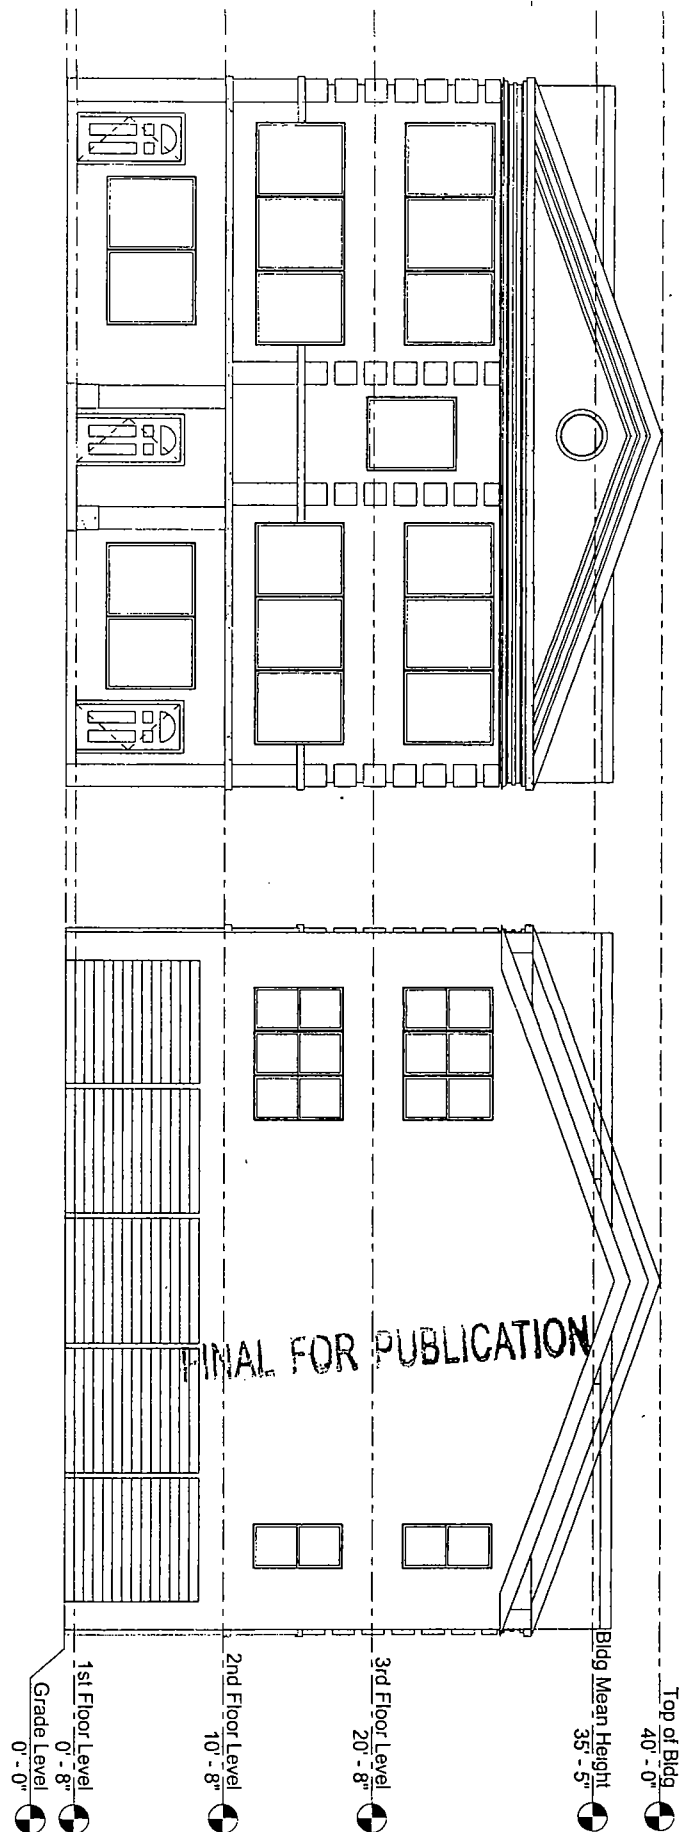 FINAL FOR PUBLICATION
Top of Bldg
40' - 0"
Bldg Mean Height
35' - 5"
3rd Floor Level
20' - 8"
2nd Floor Level
10' - 8"
1st Floor Level
0' - 8"
Grade Level
0' - 0"